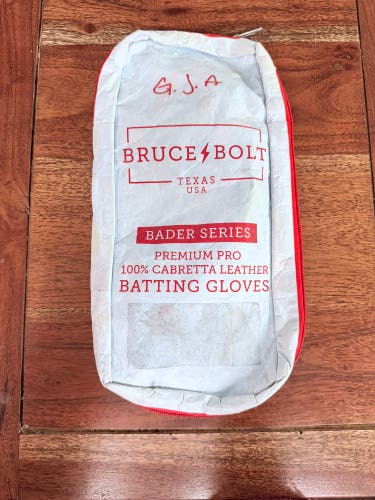 G.J.A
BRUCE BOLT
TEXAS
USA
BADER SERIES
PREMIUM PRO
100% CABRETTA LEATHER
BATTING GLOVES